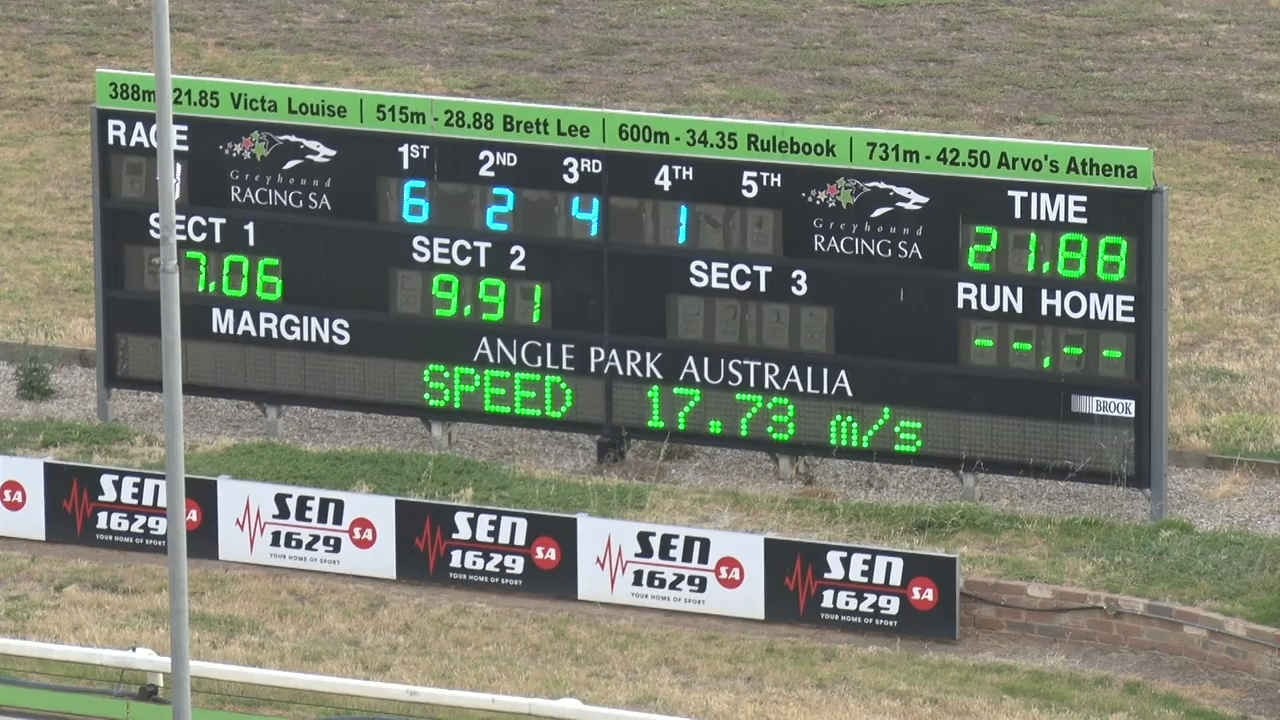 388m 21.85 Victa Louise | 515m - 28.88 Brett Lee | 600m - 34.35 Rulebook | 731m - 42.50 Arvo's Athena
RACE
Greyhound
RACING SA
1ST 2ND 3RD 4TH 5TH
6 2 4 1
Greyhound
RACING SA
TIME
21.88
SECT 1
7.06
SECT 2
9.91
SECT 3
RUN HOME
--.--
MARGINS
ANGLE PARK AUSTRALIA
SPEED 17.73 m/s
BROOK
SA
SEN
1629 SA
YOUR HOME OF SPORT
SEN
1629 SA
YOUR HOME OF SPORT
SEN
1629 SA
YOUR HOME OF SPORT
SEN
1629 SA
YOUR HOME OF SPORT
SEN
1629 SA
YOUR HOME OF SPORT